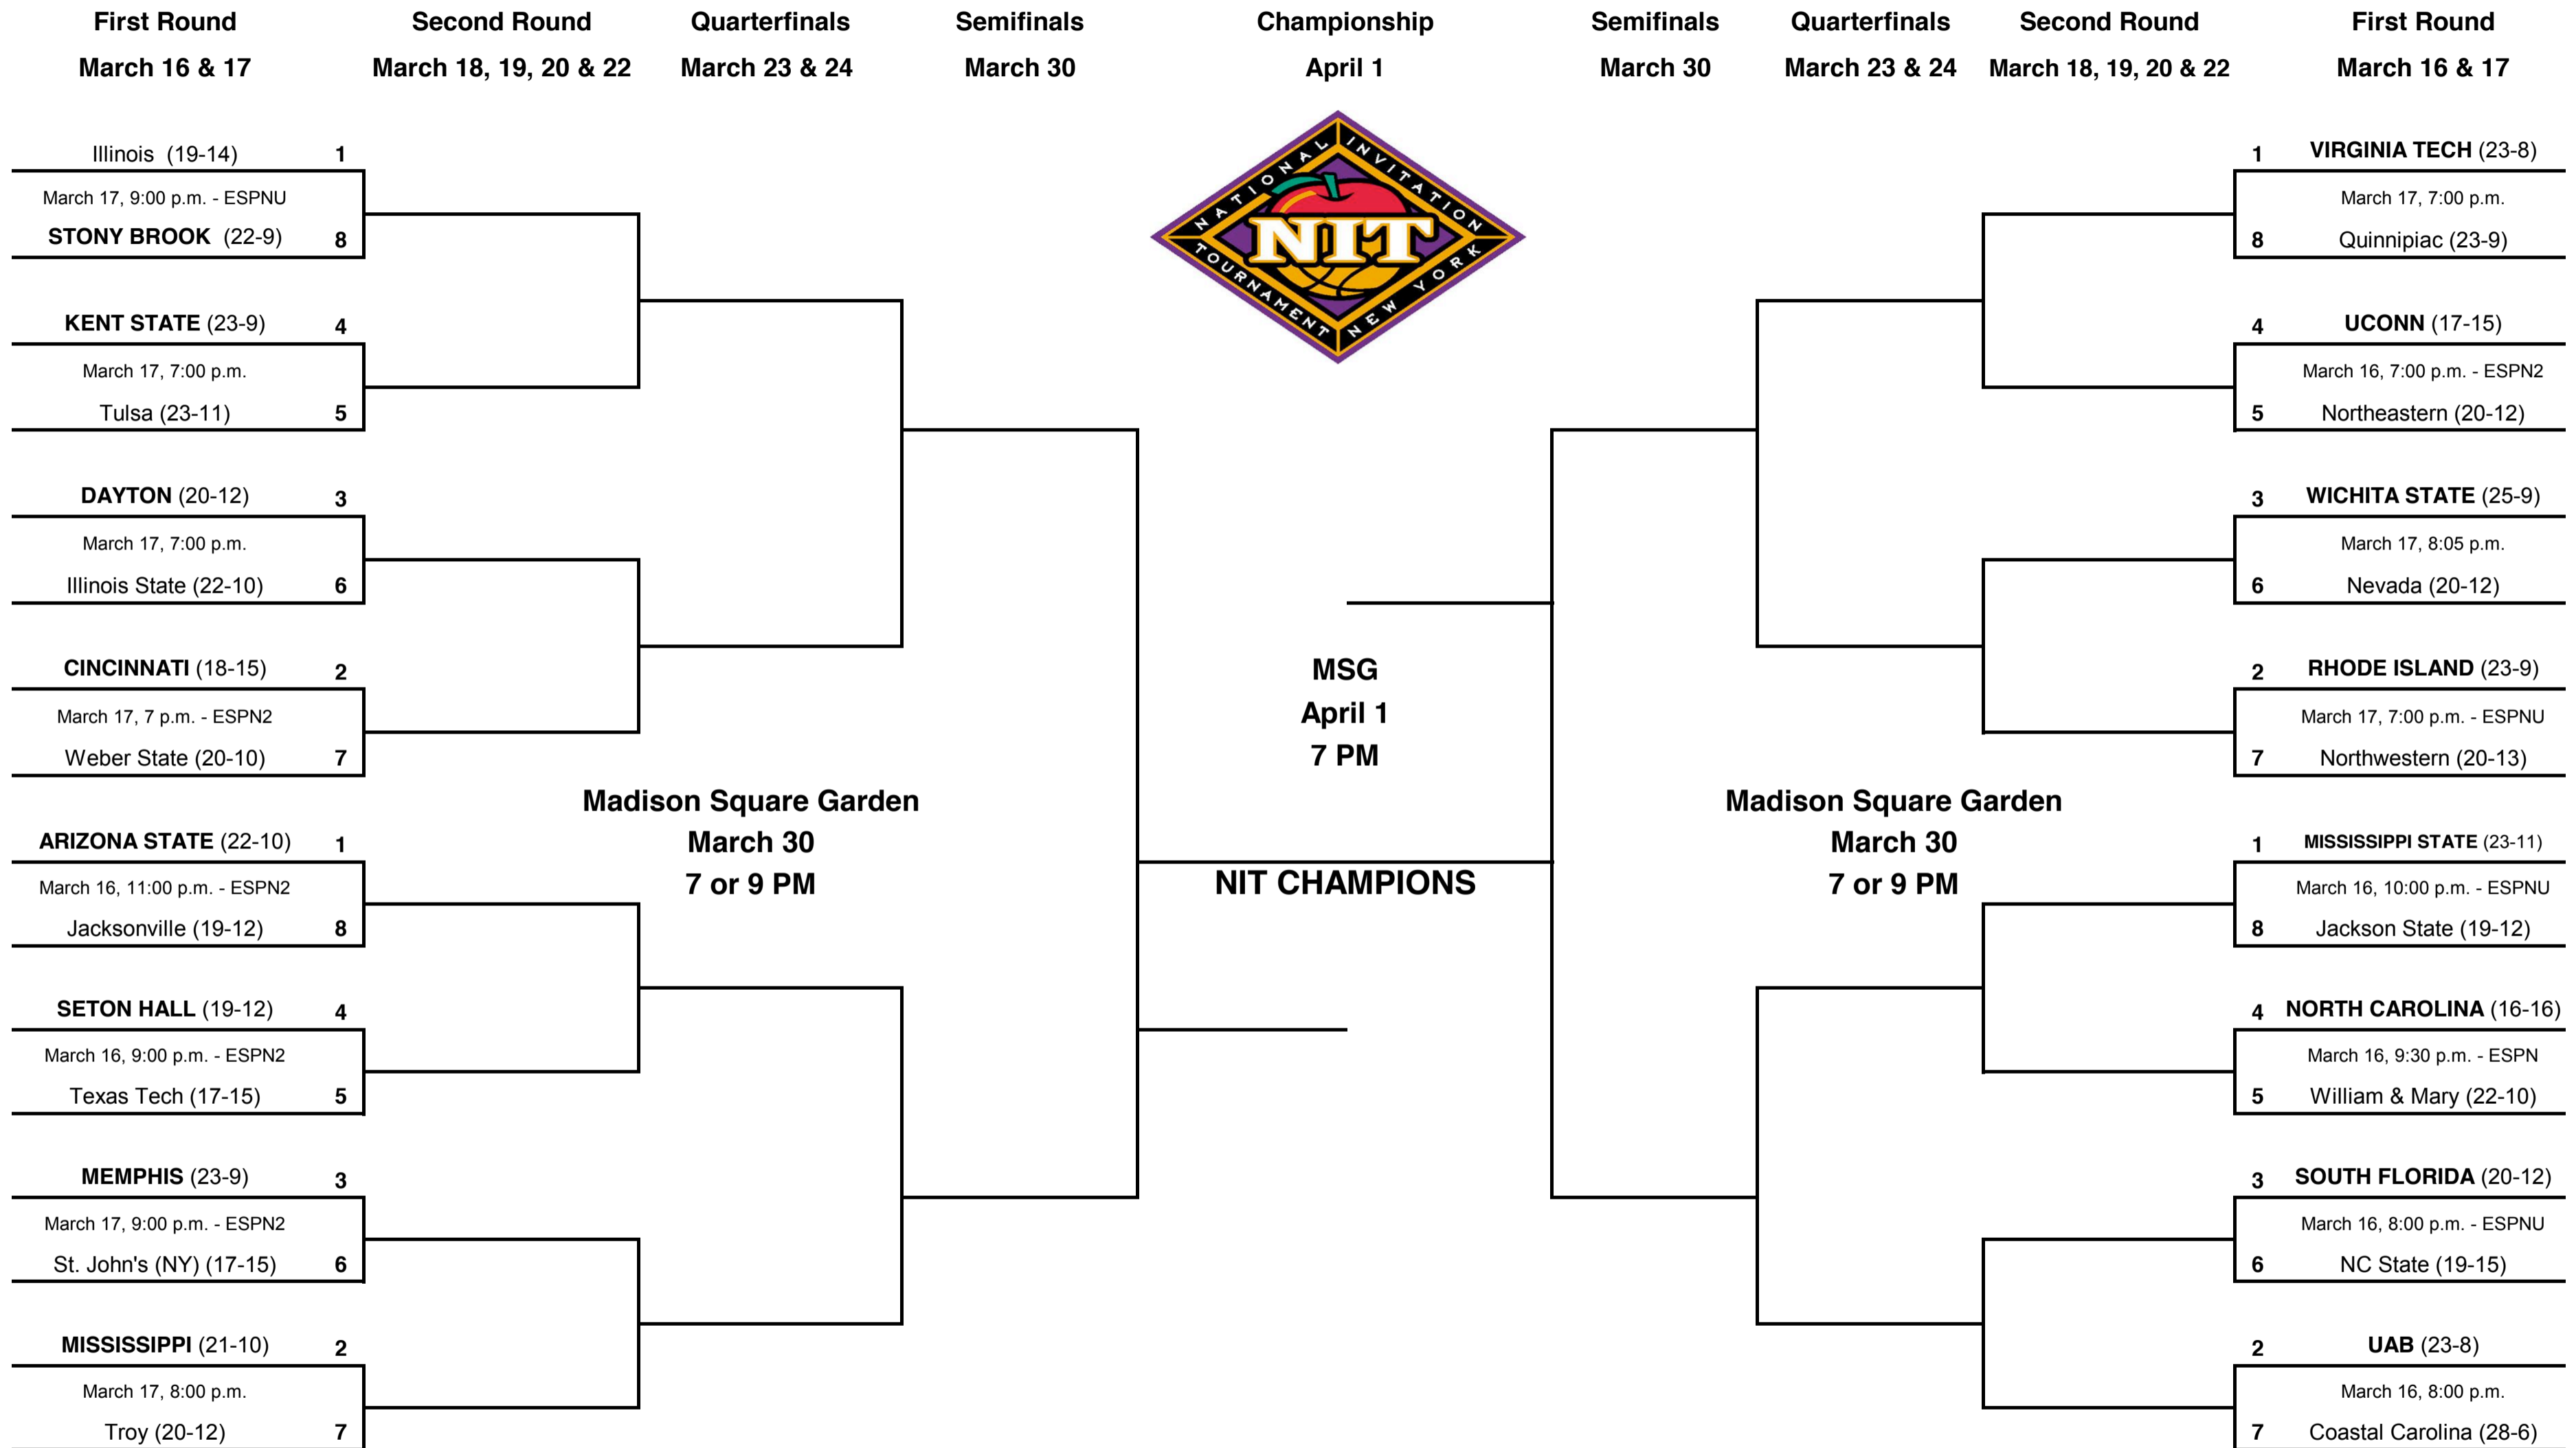 First Round
Second Round
Quarterfinals
Semifinals
Championship
Semifinals
Quarterfinals
Second Round
First Round
March 16 & 17
March 18, 19, 20 & 22
March 23 & 24
March 30
April 1
March 30
March 23 & 24
March 18, 19, 20 & 22
March 16 & 17
Illinois (19-14) 1
March 17, 9:00 p.m. - ESPNU
STONY BROOK (22-9) 8
KENT STATE (23-9) 4
March 17, 7:00 p.m.
Tulsa (23-11) 5
DAYTON (20-12) 3
March 17, 7:00 p.m.
Illinois State (22-10) 6
CINCINNATI (18-15) 2
March 17, 7 p.m. - ESPN2
Weber State (20-10) 7
ARIZONA STATE (22-10) 1
March 16, 11:00 p.m. - ESPN2
Jacksonville (19-12) 8
SETON HALL (19-12) 4
March 16, 9:00 p.m. - ESPN2
Texas Tech (17-15) 5
MEMPHIS (23-9) 3
March 17, 9:00 p.m. - ESPN2
St. John's (NY) (17-15) 6
MISSISSIPPI (21-10) 2
March 17, 8:00 p.m.
Troy (20-12) 7
Madison Square Garden
March 30
7 or 9 PM
NATIONAL INVITATION
NIT
TOURNAMENT NEW YORK
MSG
April 1
7 PM
NIT CHAMPIONS
Madison Square Garden
March 30
7 or 9 PM
1 VIRGINIA TECH (23-8)
March 17, 7:00 p.m.
8 Quinnipiac (23-9)
4 UCONN (17-15)
March 16, 7:00 p.m. - ESPN2
5 Northeastern (20-12)
3 WICHITA STATE (25-9)
March 17, 8:05 p.m.
6 Nevada (20-12)
2 RHODE ISLAND (23-9)
March 17, 7:00 p.m. - ESPNU
7 Northwestern (20-13)
1 MISSISSIPPI STATE (23-11)
March 16, 10:00 p.m. - ESPNU
8 Jackson State (19-12)
4 NORTH CAROLINA (16-16)
March 16, 9:30 p.m. - ESPN
5 William & Mary (22-10)
3 SOUTH FLORIDA (20-12)
March 16, 8:00 p.m. - ESPNU
6 NC State (19-15)
2 UAB (23-8)
March 16, 8:00 p.m.
7 Coastal Carolina (28-6)